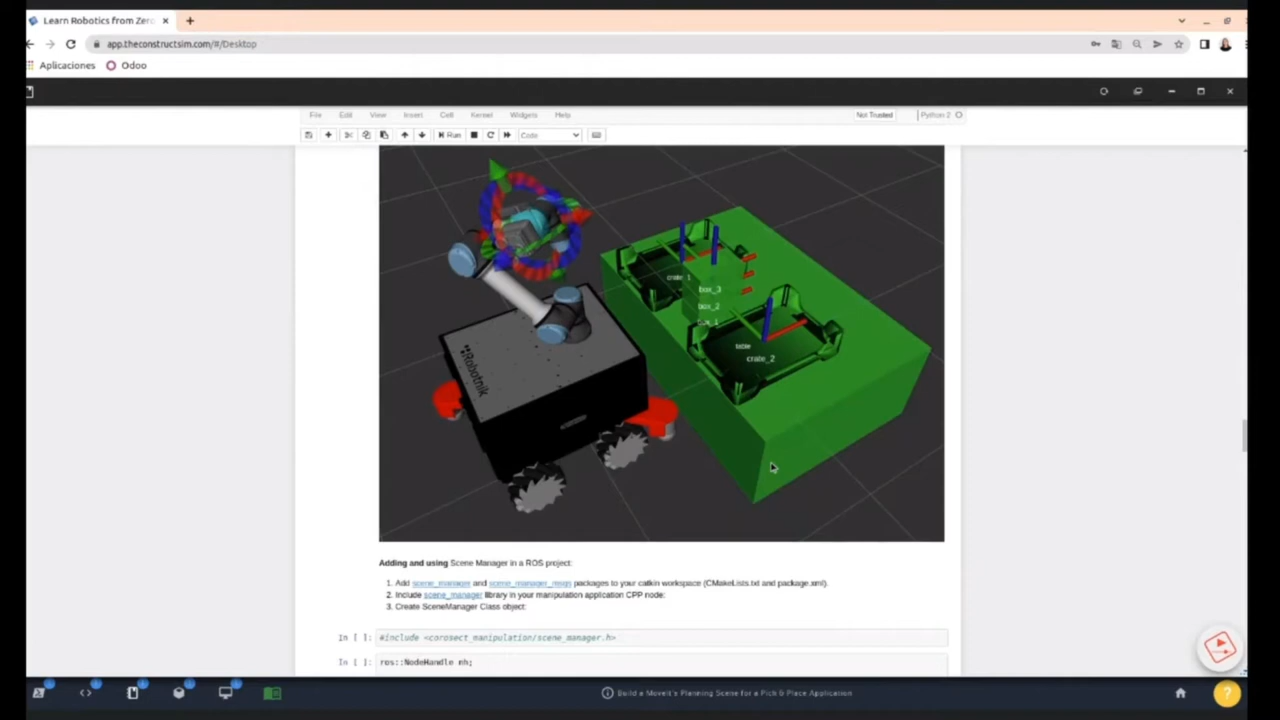 Learn Robotics from Zero
app.theconstructsim.com/#/Desktop
Aplicaciones
Odoo
File Edit View Insert Cell Kernel Widgets Help
Not Trusted
Python 2
Run
Code
crate_1
box_3
box_2
table
crate_2
Robotnik
Adding and using Scene Manager in a ROS project:
1. Add scene_manager and scene_manager_msgs packages to your catkin workspace (CMakeLists.txt and package.xml).
2. Include scene_manager library in your manipulation application CPP node:
3. Create SceneManager Class object:
In [ ]: #include <corosect_manipulation/scene_manager.h>
In [ ]: ros::NodeHandle nh;
Build a MoveIt's Planning Scene for a Pick & Place Application
?